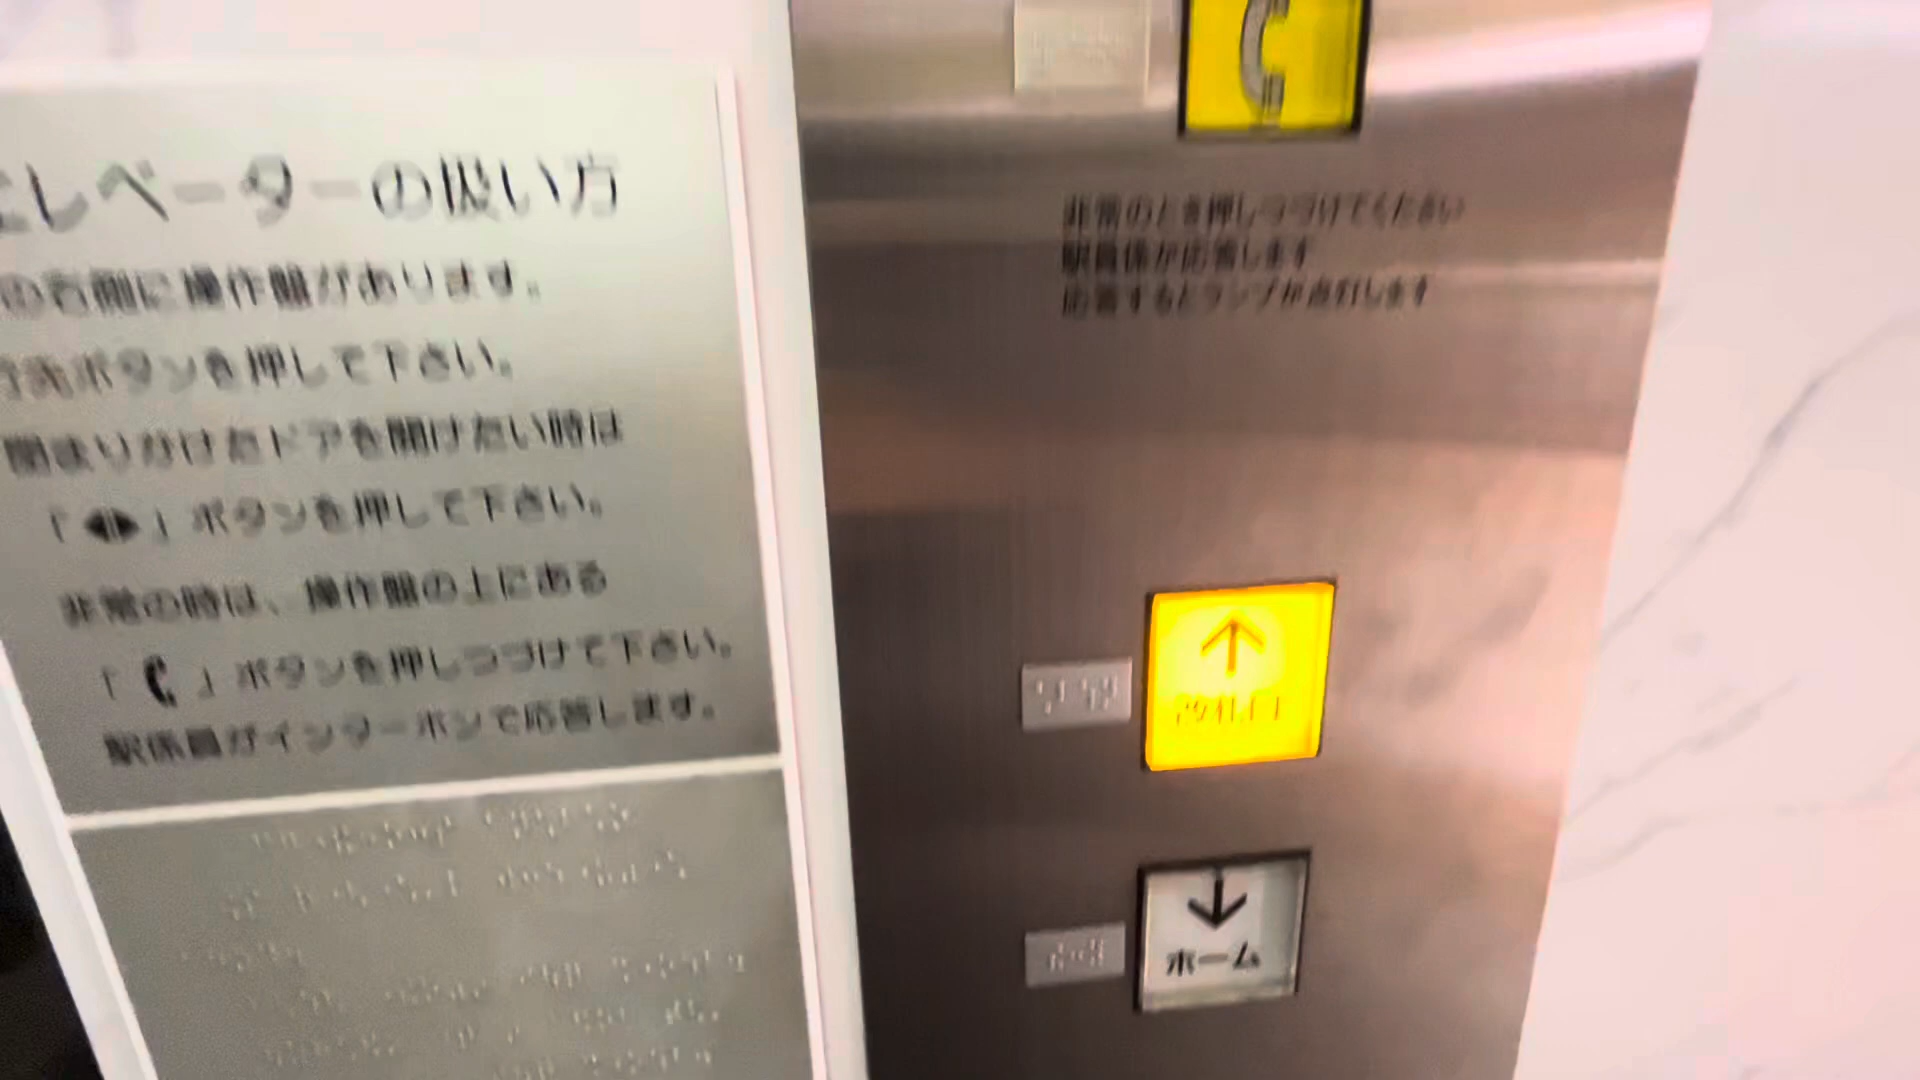 エレベーターの扱い方
の右側に操作盤があります。
行先ボタンを押して下さい。
閉まりかけたドアを開けたい時は
「◀▶」ボタンを押して下さい。
非常の時は、操作盤の上にある
「」ボタンを押しつづけて下さい。
駅係員がインターホンで応答します。
非常のとき押しつづけてください
駅員係が応答します
応答するとランプが点灯します
↑
改札口
↓
ホーム